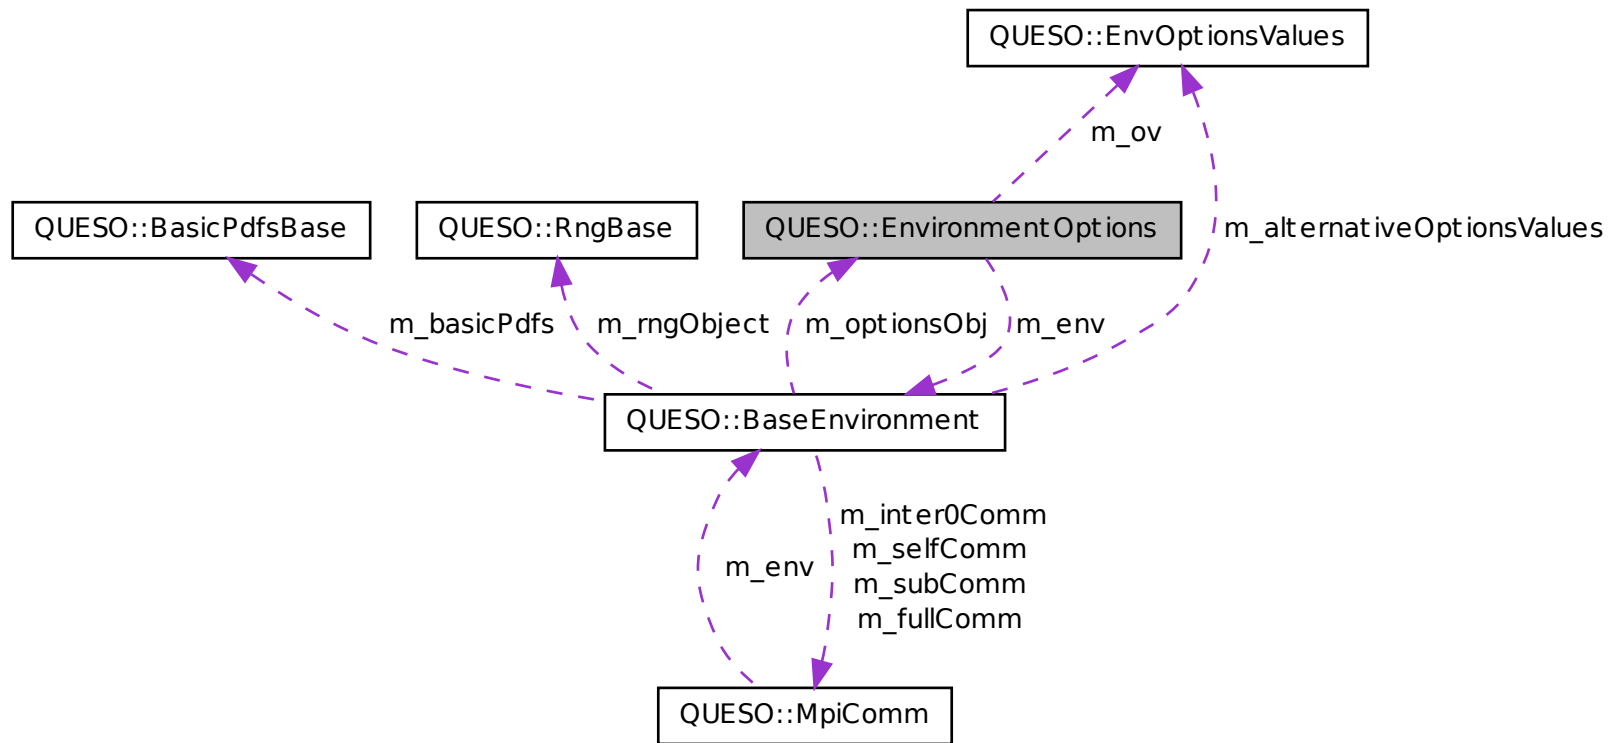 QUESO::EnvOptionsValues
m_ov
QUESO::BasicPdfsBase
QUESO::RngBase
QUESO::EnvironmentOptions
m_alternativeOptionsValues
m_basicPdfs
m_rngObject
m_optionsObj
m_env
QUESO::BaseEnvironment
m_inter0Comm
m_selfComm
m_subComm
m_fullComm
m_env
QUESO::MpiComm